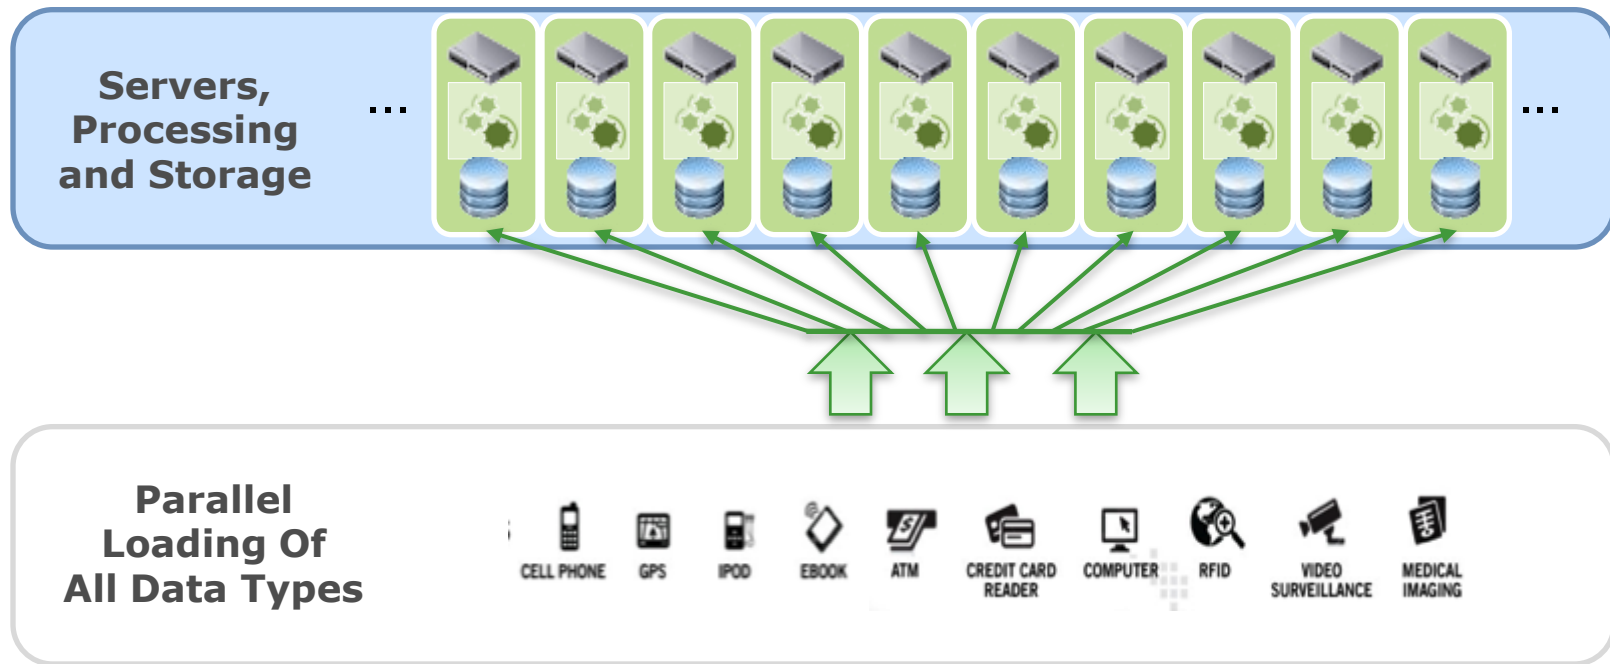 Servers,
Processing
and Storage
...
...
Parallel
Loading Of
All Data Types
CELL PHONE
GPS
IPOD
EBOOK
ATM
CREDIT CARD
READER
COMPUTER
RFID
VIDEO
SURVEILLANCE
MEDICAL
IMAGING